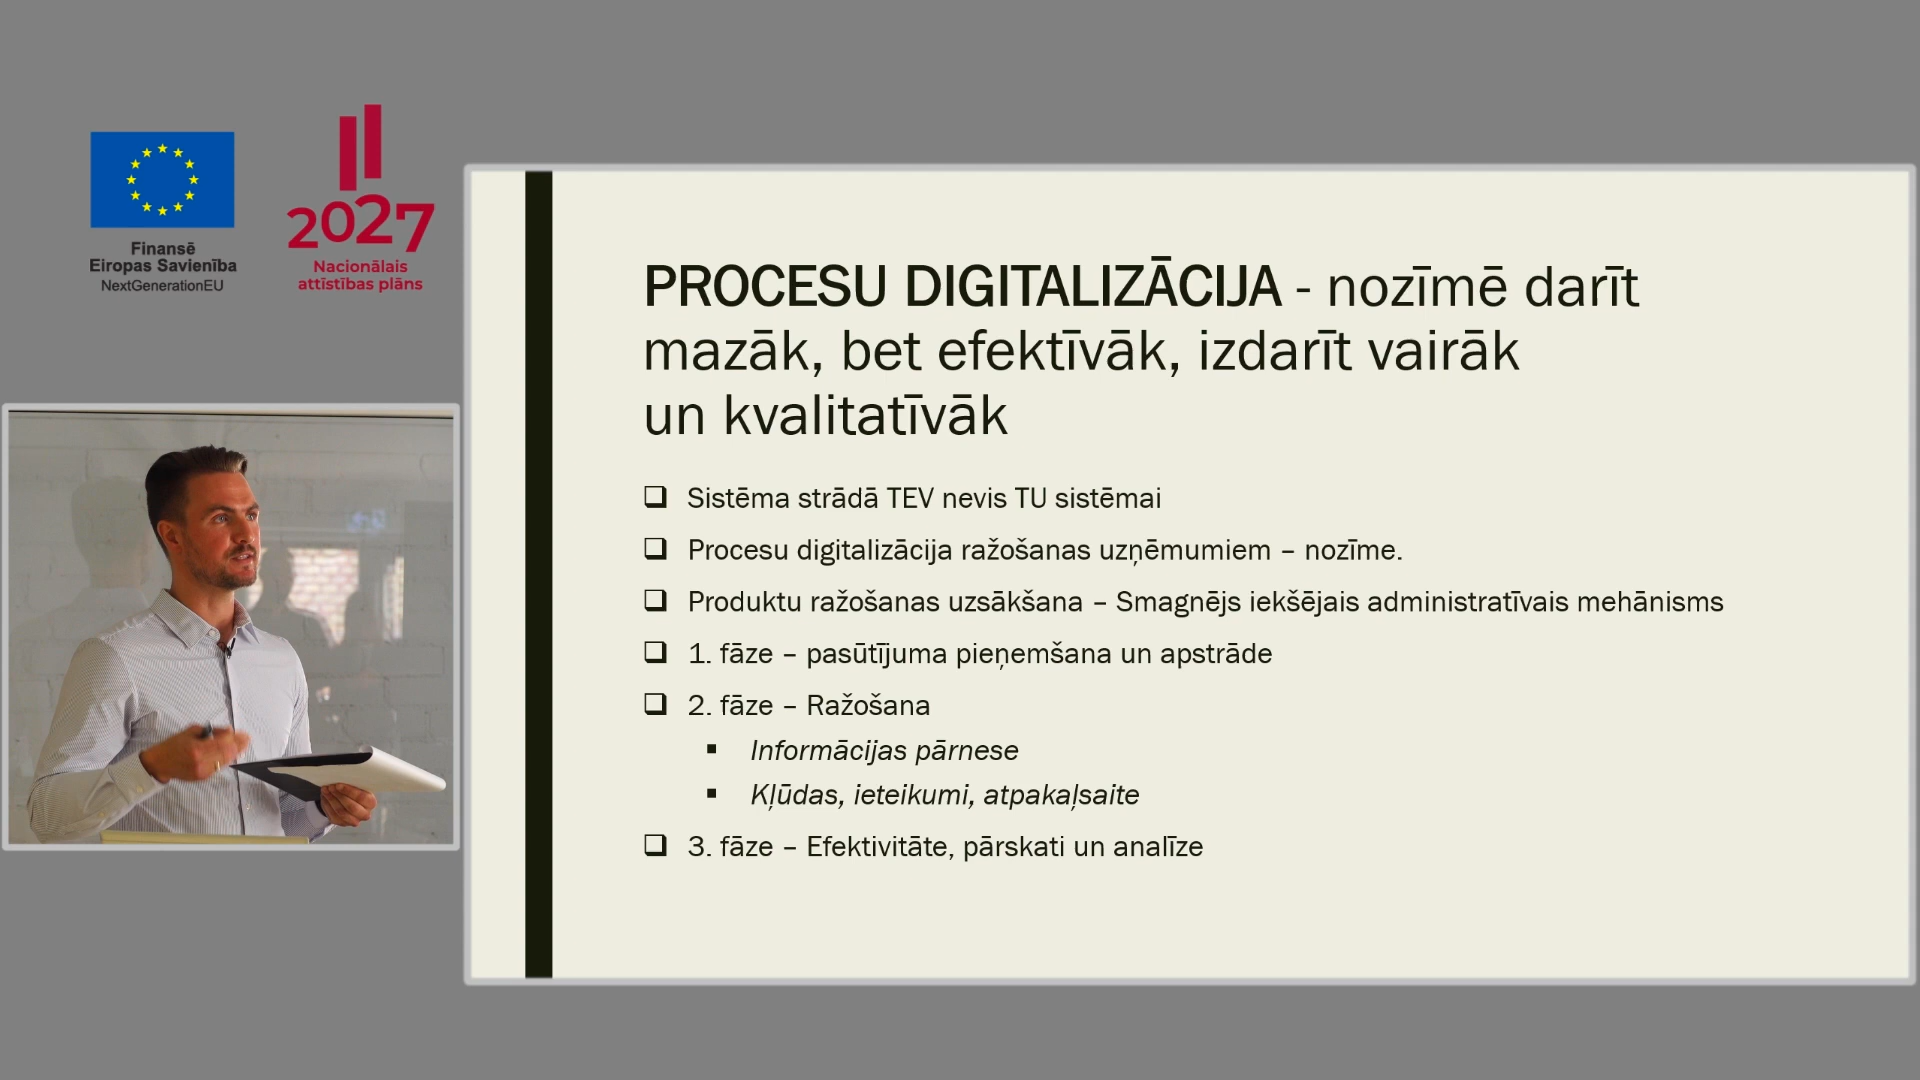 Finansē
Eiropas Savienība
NextGenerationEU
2027
Nacionālais
attīstības plāns
PROCESU DIGITALIZĀCIJA - nozīmē darīt
mazāk, bet efektīvāk, izdarīt vairāk
un kvalitatīvāk
Sistēma strādā TEV nevis TU sistēmai
Procesu digitalizācija ražošanas uzņēmumiem – nozīme.
Produktu ražošanas uzsākšana – Smagnējs iekšējais administratīvais mehānisms
1. fāze – pasūtījuma pieņemšana un apstrāde
2. fāze – Ražošana
Informācijas pārnese
Kļūdas, ieteikumi, atpakaļsaite
3. fāze – Efektivitāte, pārskati un analīze